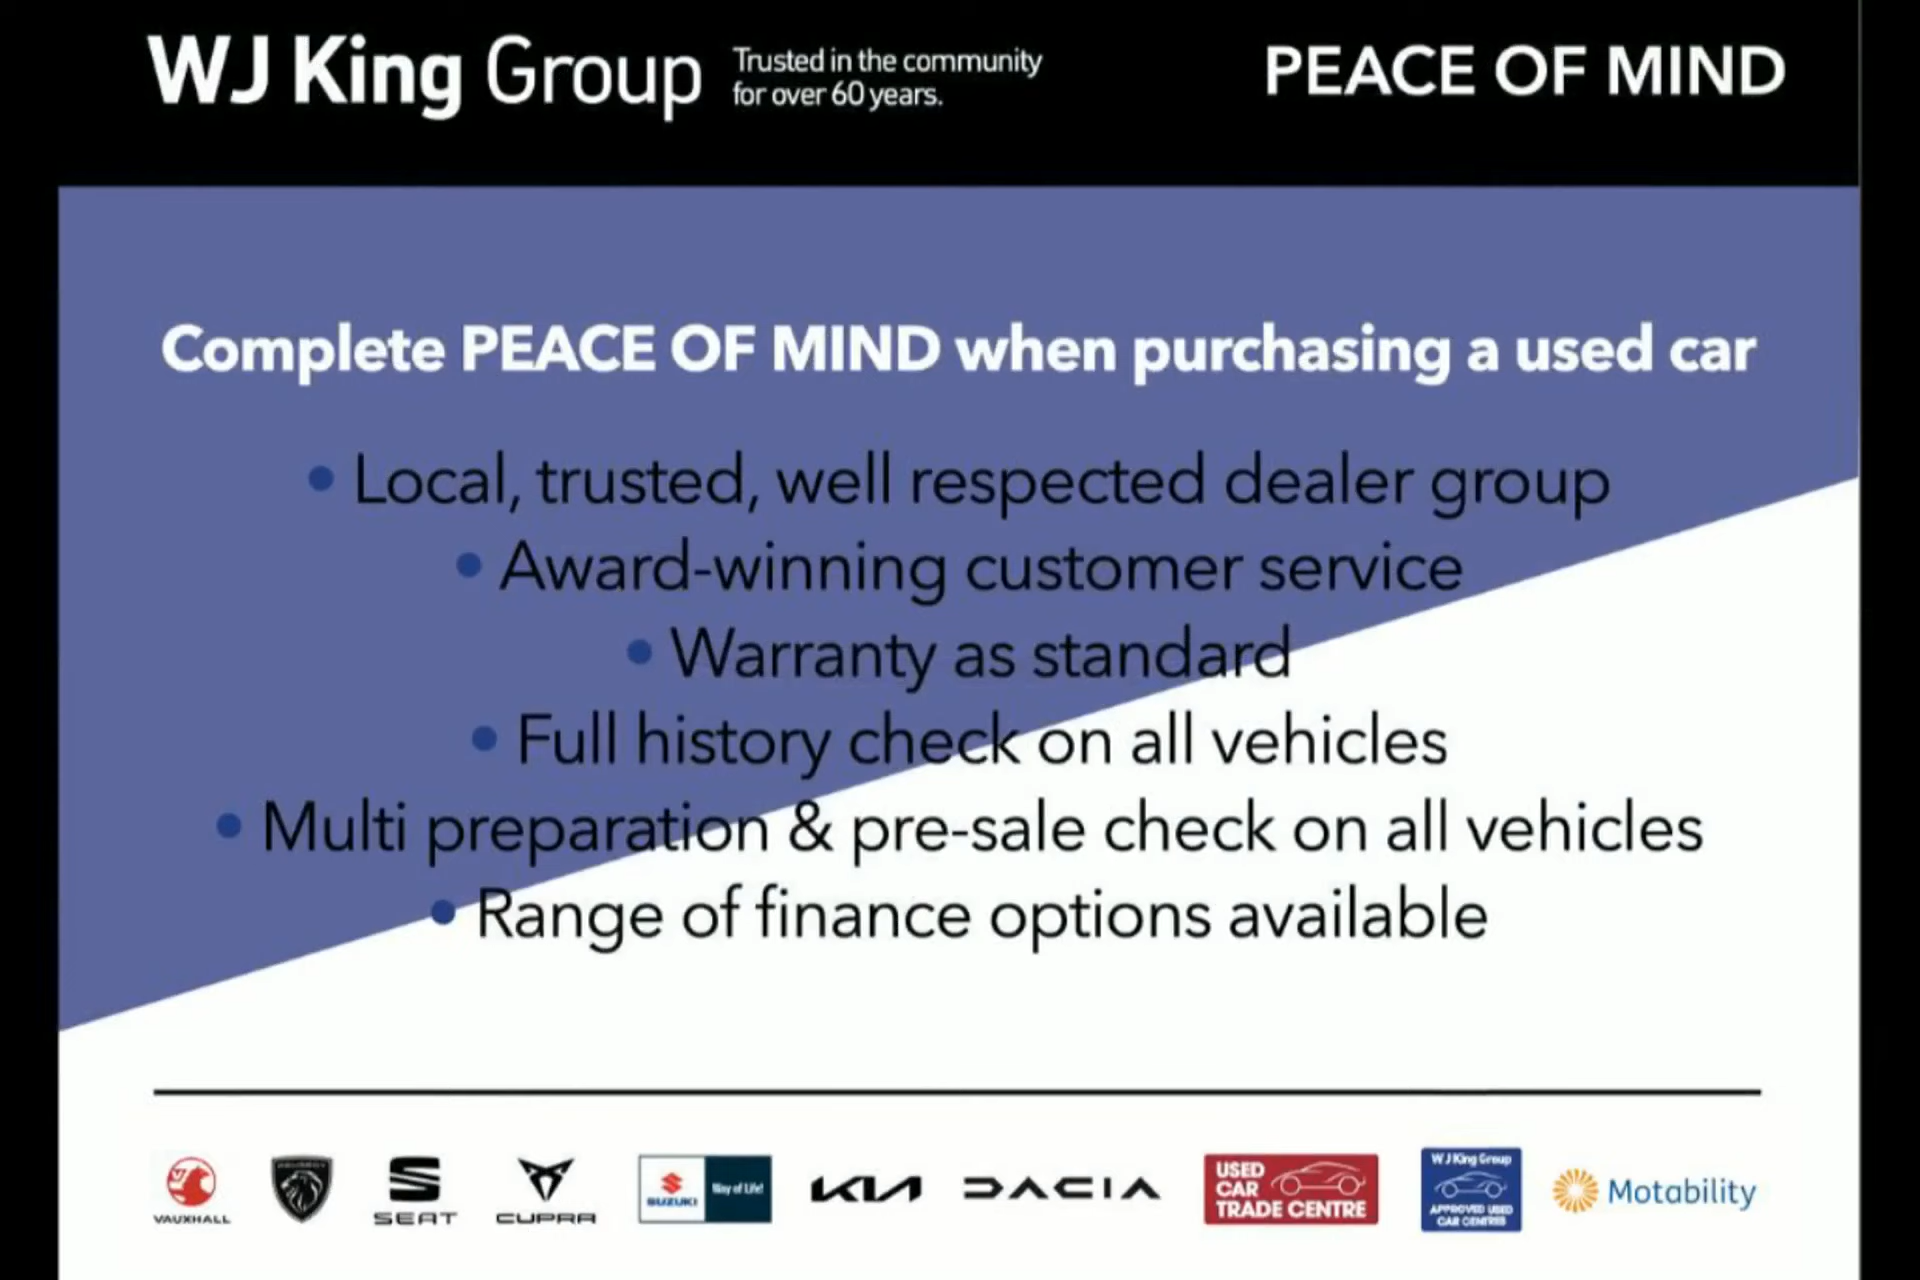 WJ King Group
Trusted in the community
for over 60 years.
PEACE OF MIND
Complete PEACE OF MIND when purchasing a used car
• Local, trusted, well respected dealer group
• Award-winning customer service
• Warranty as standard
• Full history check on all vehicles
• Multi preparation & pre-sale check on all vehicles
• Range of finance options available
VAUXHALL
PEUGEOT
SEAT
CUPRA
SUZUKI
Way of Life!
KIA
DACIA
USED
CAR
TRADE CENTRE
WJ King Group
APPROVED USED
CAR CENTRES
Motability